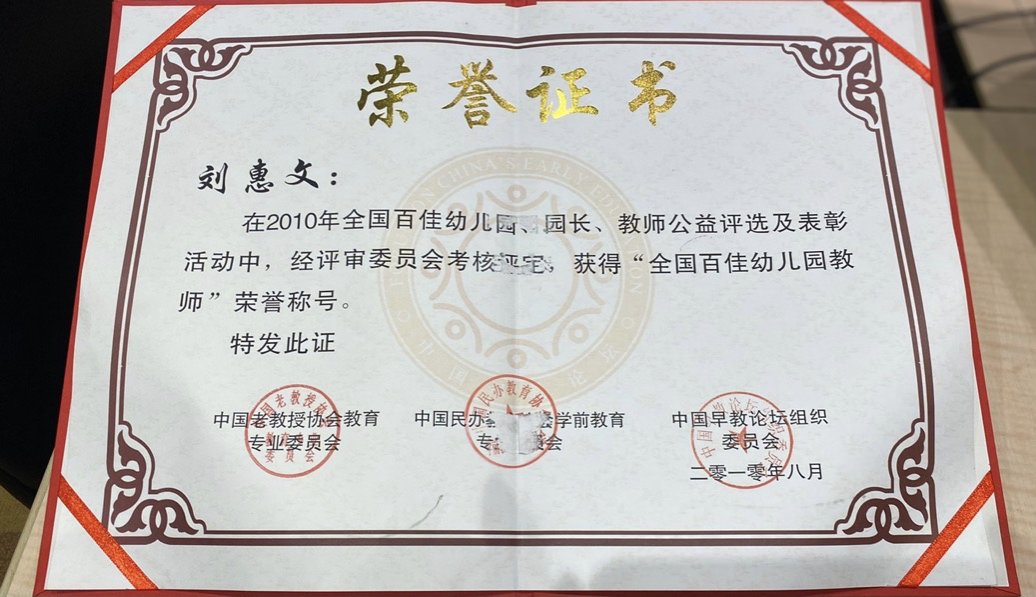 荣誉证书
刘惠文：
在2010年全国百佳幼儿园、园长、教师公益评选及表彰
活动中，经评审委员会考核评定，获得“全国百佳幼儿园教
师”荣誉称号。
特发此证
中国老教授协会教育
专业委员会
中国民办 学前教育
专 员会
中国早教论坛组织
委员会
二零一零年八月
CHINA'S EARLY